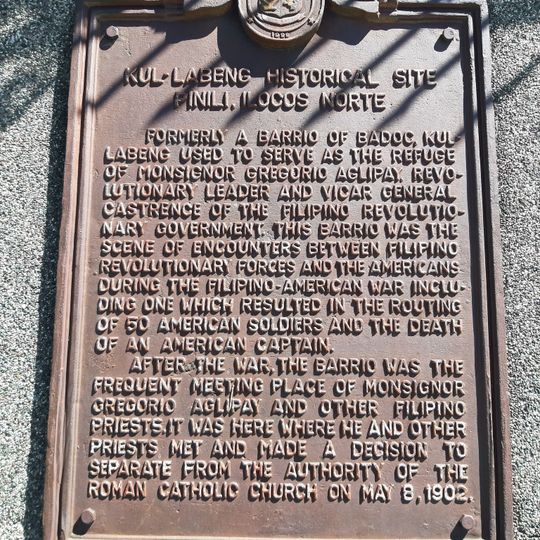 KUL-LABENG HISTORICAL SITE
PINILI, ILOCOS NORTE
FORMERLY A BARRIO OF BADOC, KUL-
LABENG USED TO SERVE AS THE REFUGE
OF MONSIGNOR GREGORIO AGLIPAY, REVO-
LUTIONARY LEADER AND VICAR GENERAL
CASTRENCE OF THE FILIPINO REVOLUTIO-
NARY GOVERNMENT. THIS BARRIO WAS THE
SCENE OF ENCOUNTERS BETWEEN FILIPINO
REVOLUTIONARY FORCES AND THE AMERICANS
DURING THE FILIPINO-AMERICAN WAR INCLU-
DING ONE WHICH RESULTED IN THE ROUTING
OF 50 AMERICAN SOLDIERS AND THE DEATH
OF AN AMERICAN CAPTAIN.
AFTER THE WAR, THE BARRIO WAS THE
FREQUENT MEETING PLACE OF MONSIGNOR
GREGORIO AGLIPAY AND OTHER FILIPINO
PRIESTS. IT WAS HERE WHERE HE AND OTHER
PRIESTS MET AND MADE A DECISION TO
SEPARATE FROM THE AUTHORITY OF THE
ROMAN CATHOLIC CHURCH ON MAY 8, 1902.